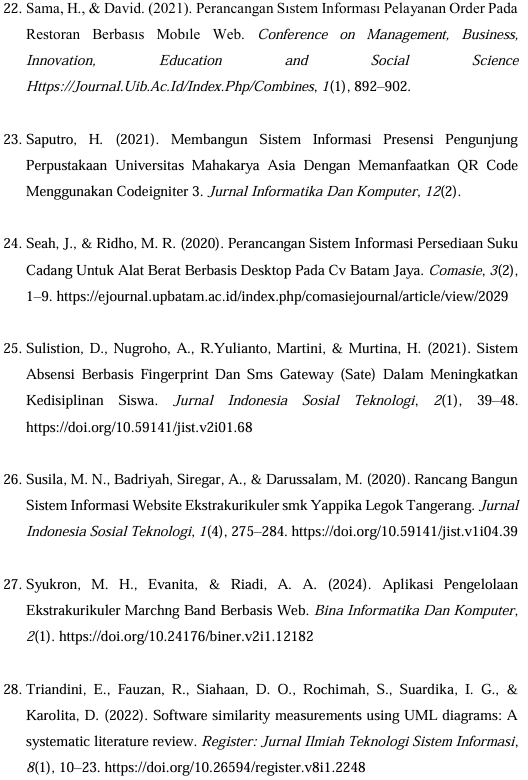 22. Sama, H., & David. (2021). Perancangan Sistem Informasi Pelayanan Order Pada
Restoran Berbasis Mobile Web. Conference on Management, Business,
Innovation, Education and Social Science
Https://Journal.Uib.Ac.Id/Index.Php/Combines, 1(1), 892–902.
23. Saputro, H. (2021). Membangun Sistem Informasi Presensi Pengunjung
Perpustakaan Universitas Mahakarya Asia Dengan Memanfaatkan QR Code
Menggunakan Codeigniter 3. Jurnal Informatika Dan Komputer, 12(2).
24. Seah, J., & Ridho, M. R. (2020). Perancangan Sistem Informasi Persediaan Suku
Cadang Untuk Alat Berat Berbasis Desktop Pada Cv Batam Jaya. Comasie, 3(2),
1–9. https://ejournal.upbatam.ac.id/index.php/comasiejournal/article/view/2029
25. Sulistion, D., Nugroho, A., R.Yulianto, Martini, & Murtina, H. (2021). Sistem
Absensi Berbasis Fingerprint Dan Sms Gateway (Sate) Dalam Meningkatkan
Kedisiplinan Siswa. Jurnal Indonesia Sosial Teknologi, 2(1), 39–48.
https://doi.org/10.59141/jist.v2i01.68
26. Susila, M. N., Badriyah, Siregar, A., & Darussalam, M. (2020). Rancang Bangun
Sistem Informasi Website Ekstrakurikuler smk Yappika Legok Tangerang. Jurnal
Indonesia Sosial Teknologi, 1(4), 275–284. https://doi.org/10.59141/jist.v1i04.39
27. Syukron, M. H., Evanita, & Riadi, A. A. (2024). Aplikasi Pengelolaan
Ekstrakurikuler Marchng Band Berbasis Web. Bina Informatika Dan Komputer,
2(1). https://doi.org/10.24176/biner.v2i1.12182
28. Triandini, E., Fauzan, R., Siahaan, D. O., Rochimah, S., Suardika, I. G., &
Karolita, D. (2022). Software similarity measurements using UML diagrams: A
systematic literature review. Register: Jurnal Ilmiah Teknologi Sistem Informasi,
8(1), 10–23. https://doi.org/10.26594/register.v8i1.2248